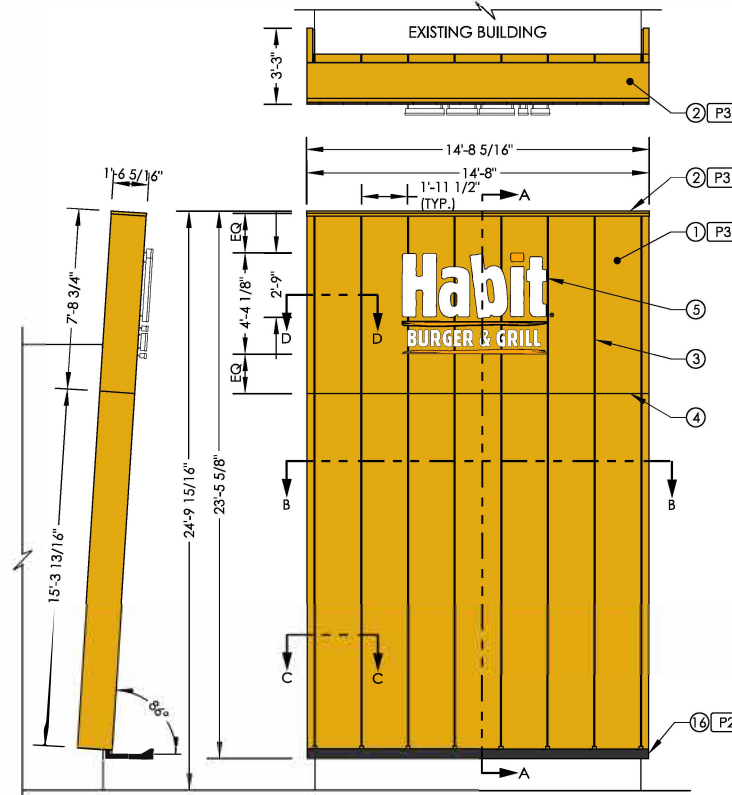 EXISTING BUILDING
3'-3"
2 P3
14'-8 5/16"
14'-8"
1'-11 1/2"
(TYP.)
A
2 P3
1'-6 5/16"
EQ
1 P3
7'-8 3/4"
4'-4 1/8"
2'-9"
Habit
BURGER & GRILL
5
D
D
3
EQ
4
24'-9 15/16"
23'-5 5/8"
B
B
15'-3 13/16"
C
C
86°
16 P2
A